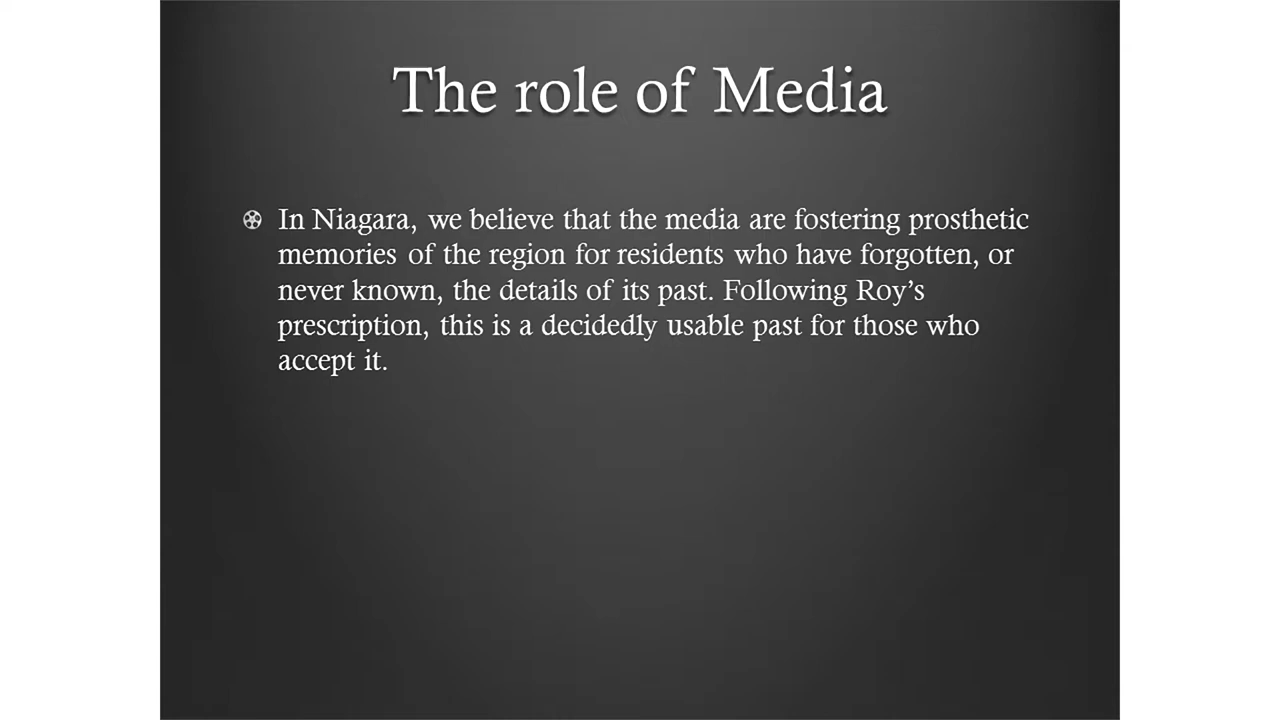 The role of Media
In Niagara, we believe that the media are fostering prosthetic
memories of the region for residents who have forgotten, or
never known, the details of its past. Following Roy’s
prescription, this is a decidedly usable past for those who
accept it.